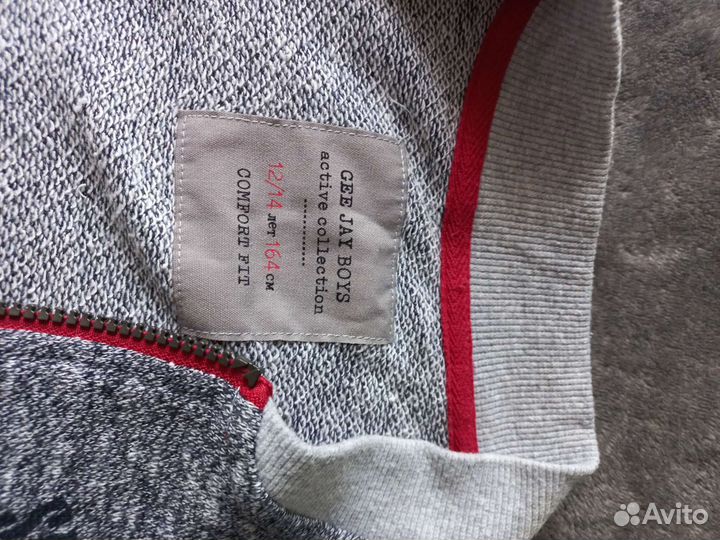 GEE JAY BOYS
active collection
12/14 лет 164 см
COMFORT FIT
Avito